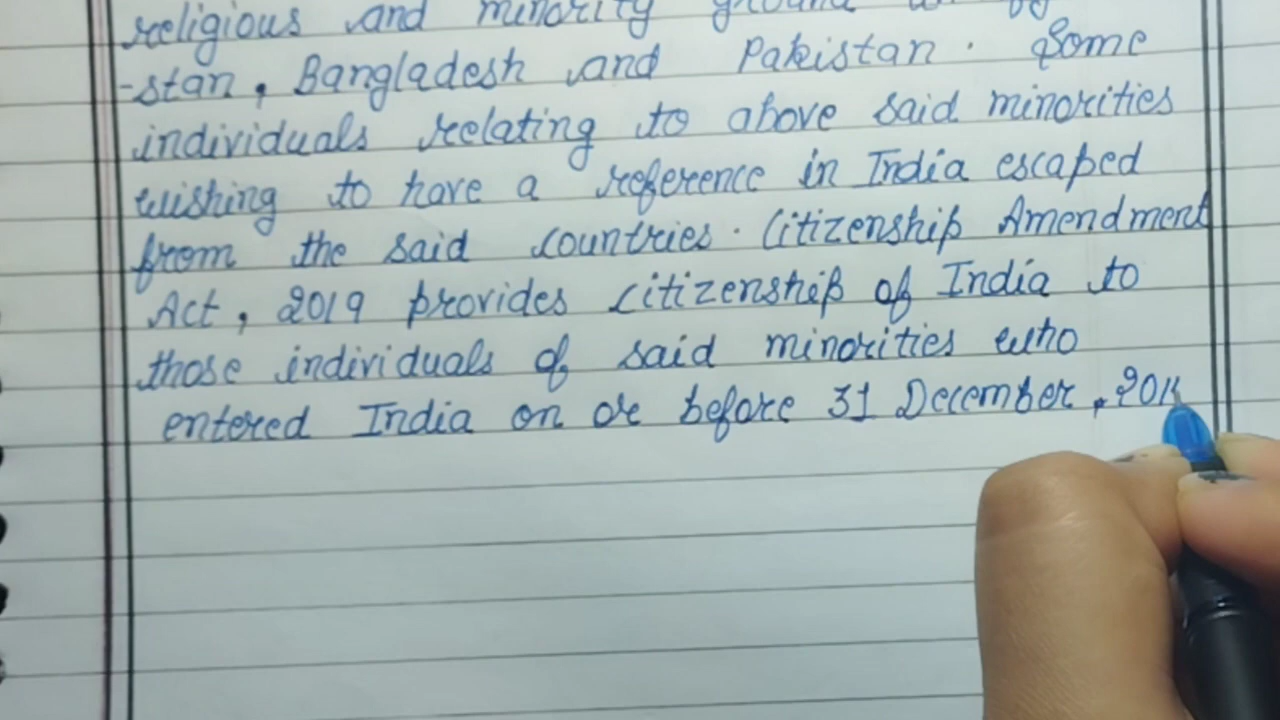 religious and minority ground
-stan, Bangladesh and Pakistan. Some
individuals relating to above said minorities
wishing to have a reference in India escaped
from the said countries. Citizenship Amendment
Act, 2019 provides citizenship of India to
those individuals of said minorities who
entered India on or before 31 December,